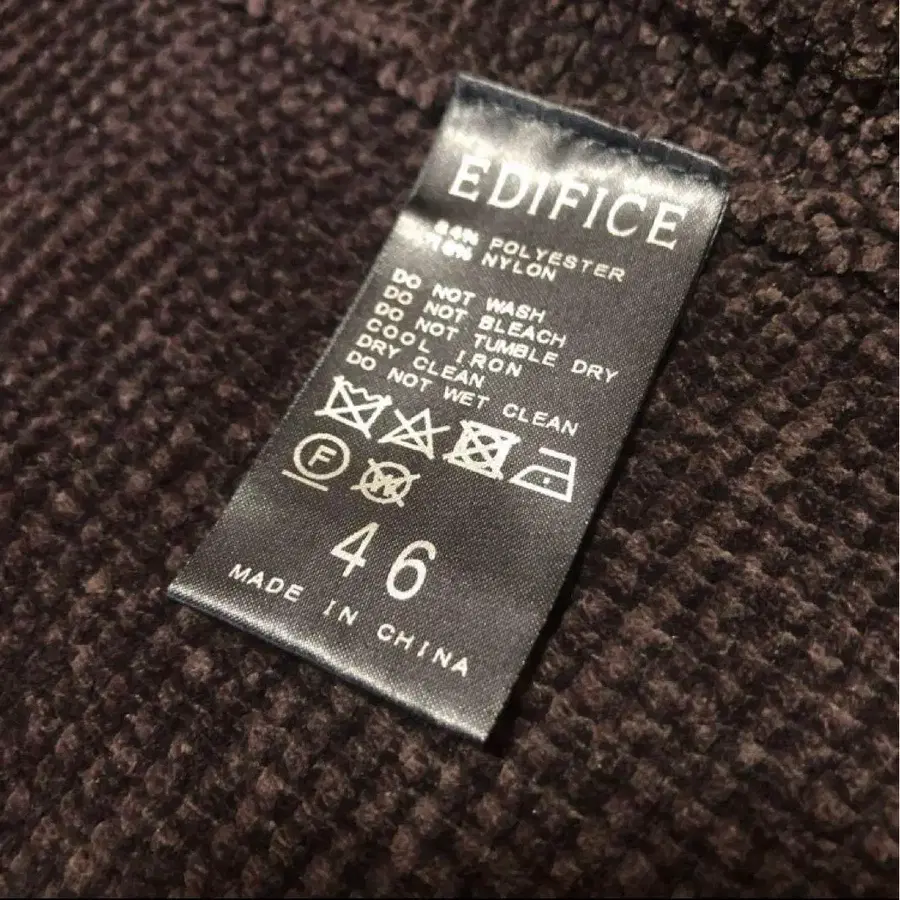 EDIFICE
POLYESTER
NYLON
DO NOT WASH
DO NOT BLEACH
DO NOT TUMBLE DRY
COOL IRON
DRY CLEAN
DO NOT WET CLEAN
F
W
46
MADE IN CHINA